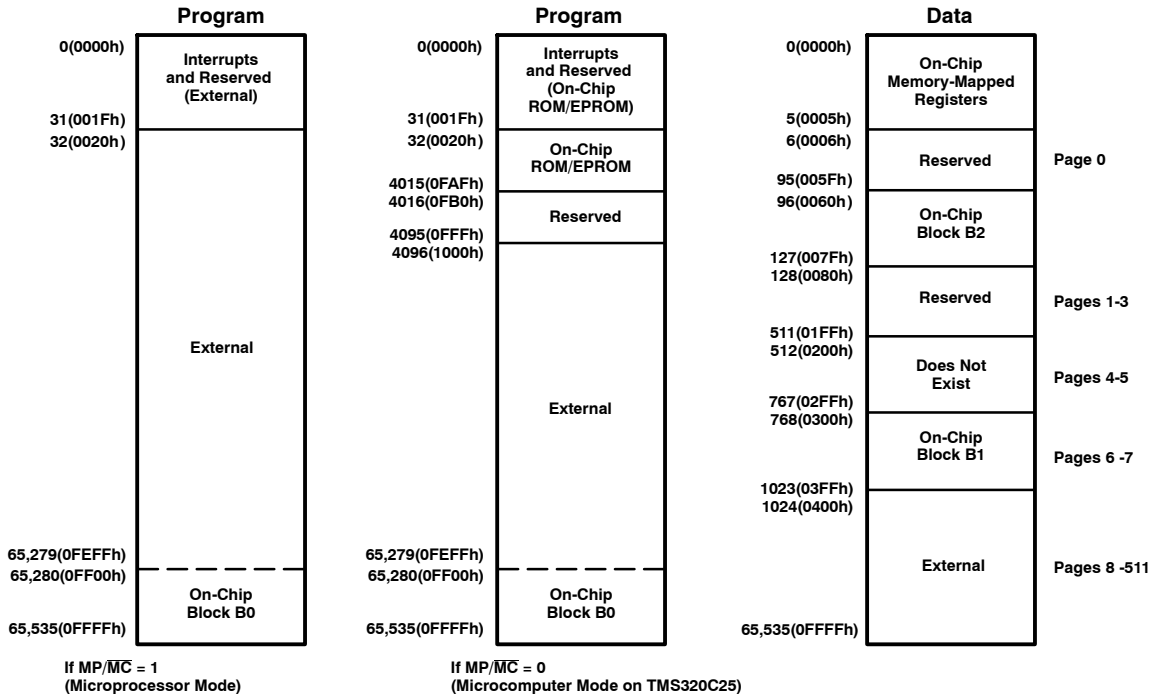 Program
0(0000h)
Interrupts
and Reserved
(External)
31(001Fh)
32(0020h)
External
65,279(0FEFFh)
65,280(0FF00h)
On-Chip
Block B0
65,535(0FFFFh)
If MP/M̅C̅ = 1
(Microprocessor Mode)
Program
0(0000h)
Interrupts
and Reserved
(On-Chip
ROM/EPROM)
31(001Fh)
32(0020h)
On-Chip
ROM/EPROM
4015(0FAFh)
4016(0FB0h)
Reserved
4095(0FFFh)
4096(1000h)
External
65,279(0FEFFh)
65,280(0FF00h)
On-Chip
Block B0
65,535(0FFFFh)
If MP/M̅C̅ = 0
(Microcomputer Mode on TMS320C25)
Data
0(0000h)
On-Chip
Memory-Mapped
Registers
5(0005h)
6(0006h)
Reserved
Page 0
95(005Fh)
96(0060h)
On-Chip
Block B2
127(007Fh)
128(0080h)
Reserved
Pages 1-3
511(01FFh)
512(0200h)
Does Not
Exist
Pages 4-5
767(02FFh)
768(0300h)
On-Chip
Block B1
Pages 6 -7
1023(03FFh)
1024(0400h)
External
Pages 8 -511
65,535(0FFFFh)